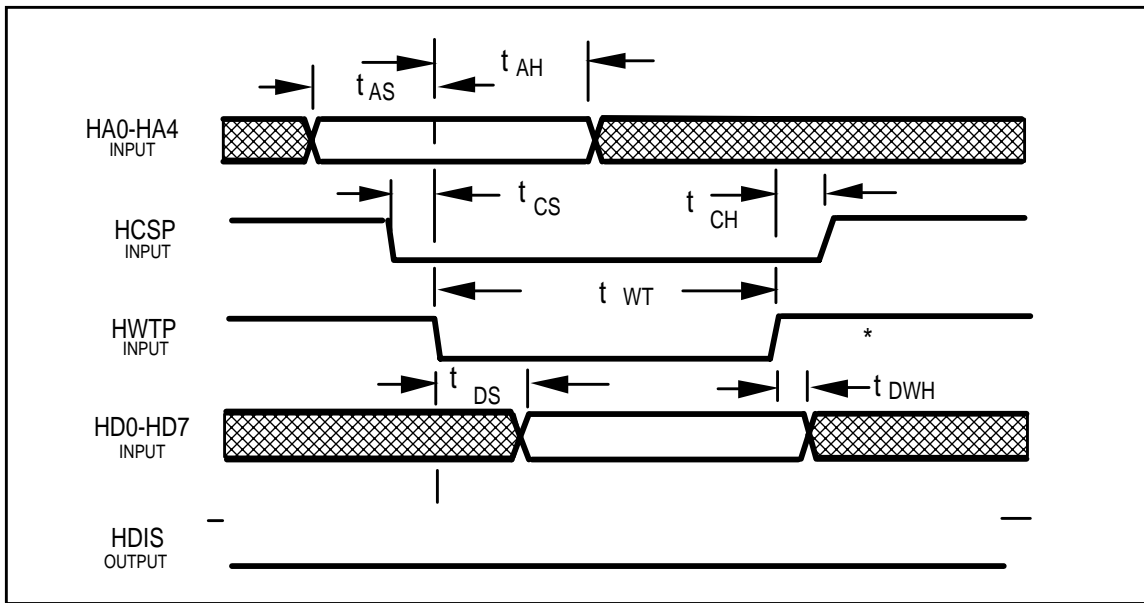 t AH
t AS
HA0-HA4
INPUT
t CS
t CH
HCSP
INPUT
t WT
HWTP
INPUT
*
t DS
t DWH
HD0-HD7
INPUT
HDIS
OUTPUT